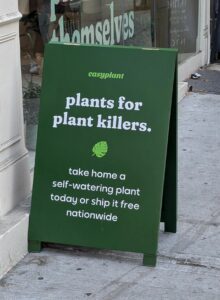 themselves
easyplant
plants for
plant killers.
take home a
self-watering plant
today or ship it free
nationwide